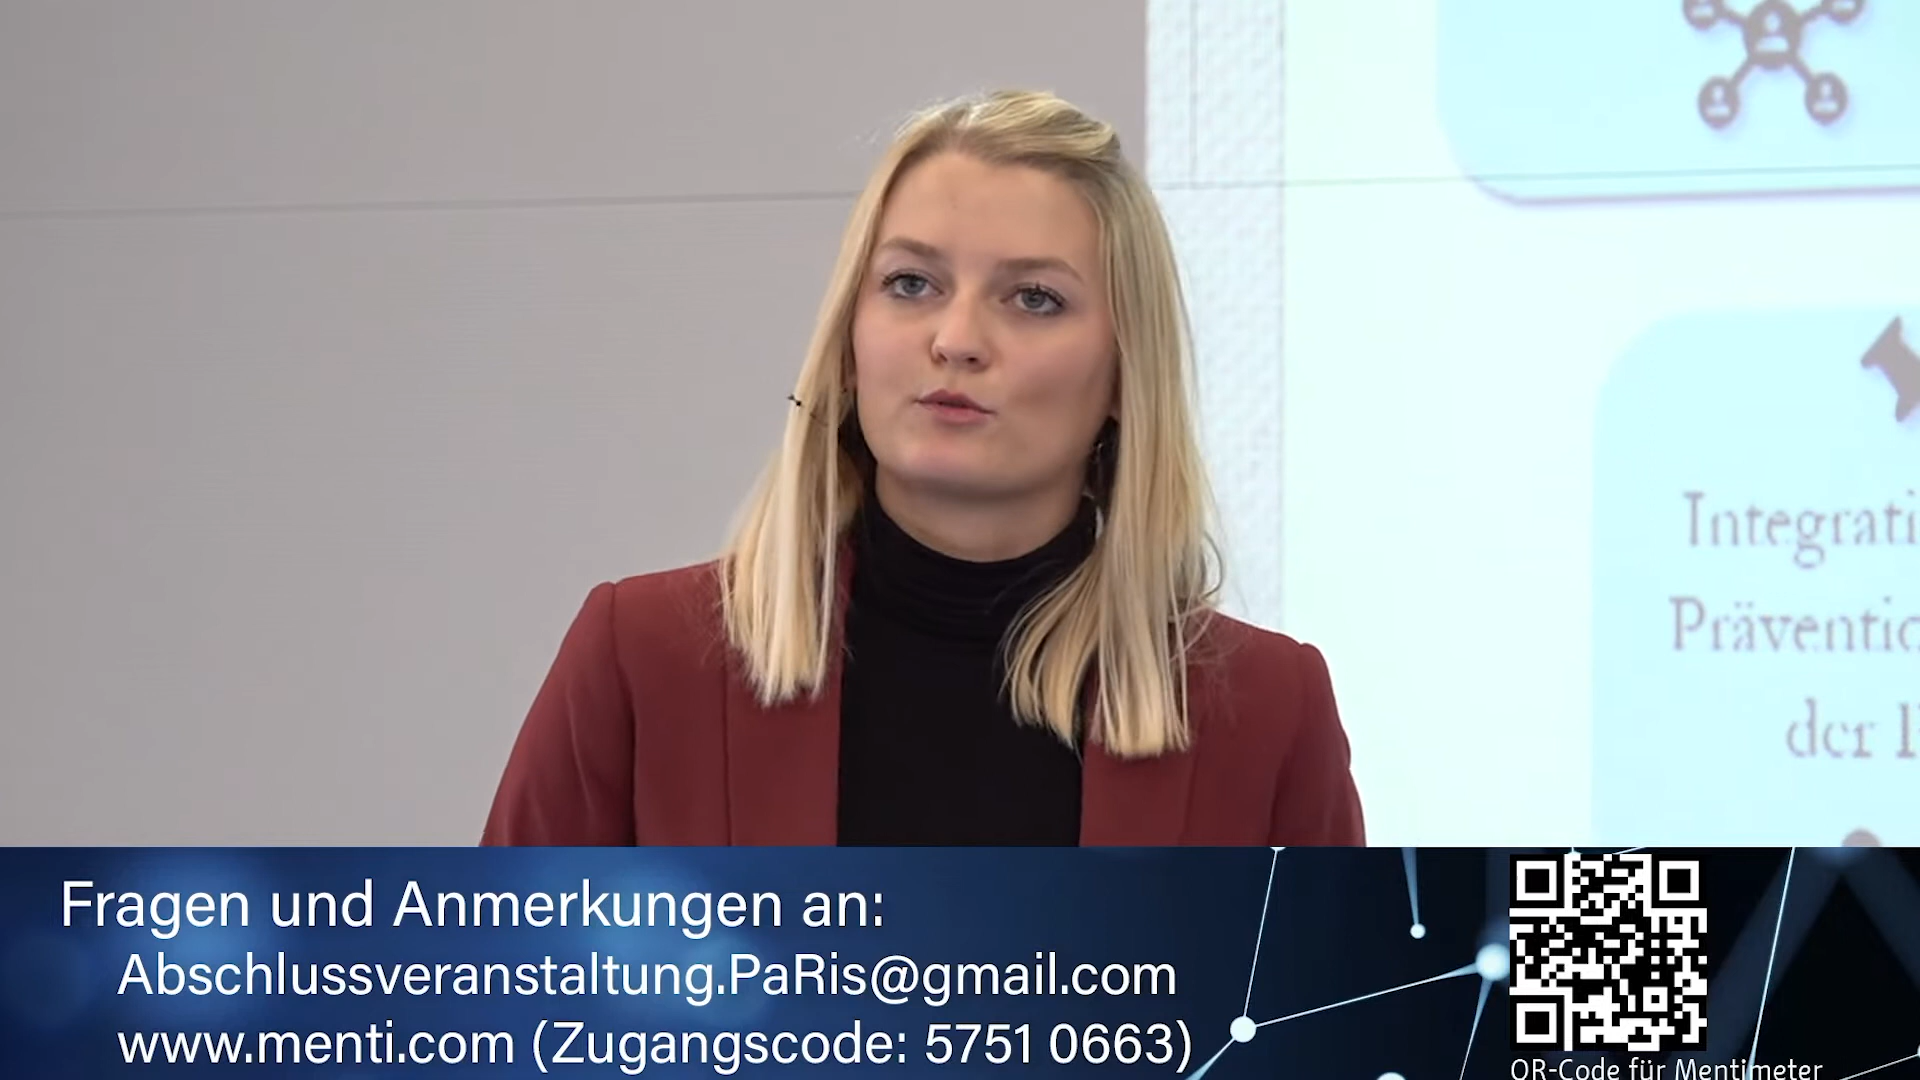 Integrati
Präventio
der
Fragen und Anmerkungen an:
Abschlussveranstaltung.PaRis@gmail.com
www.menti.com (Zugangscode: 5751 0663)
QR-Code für Mentimeter